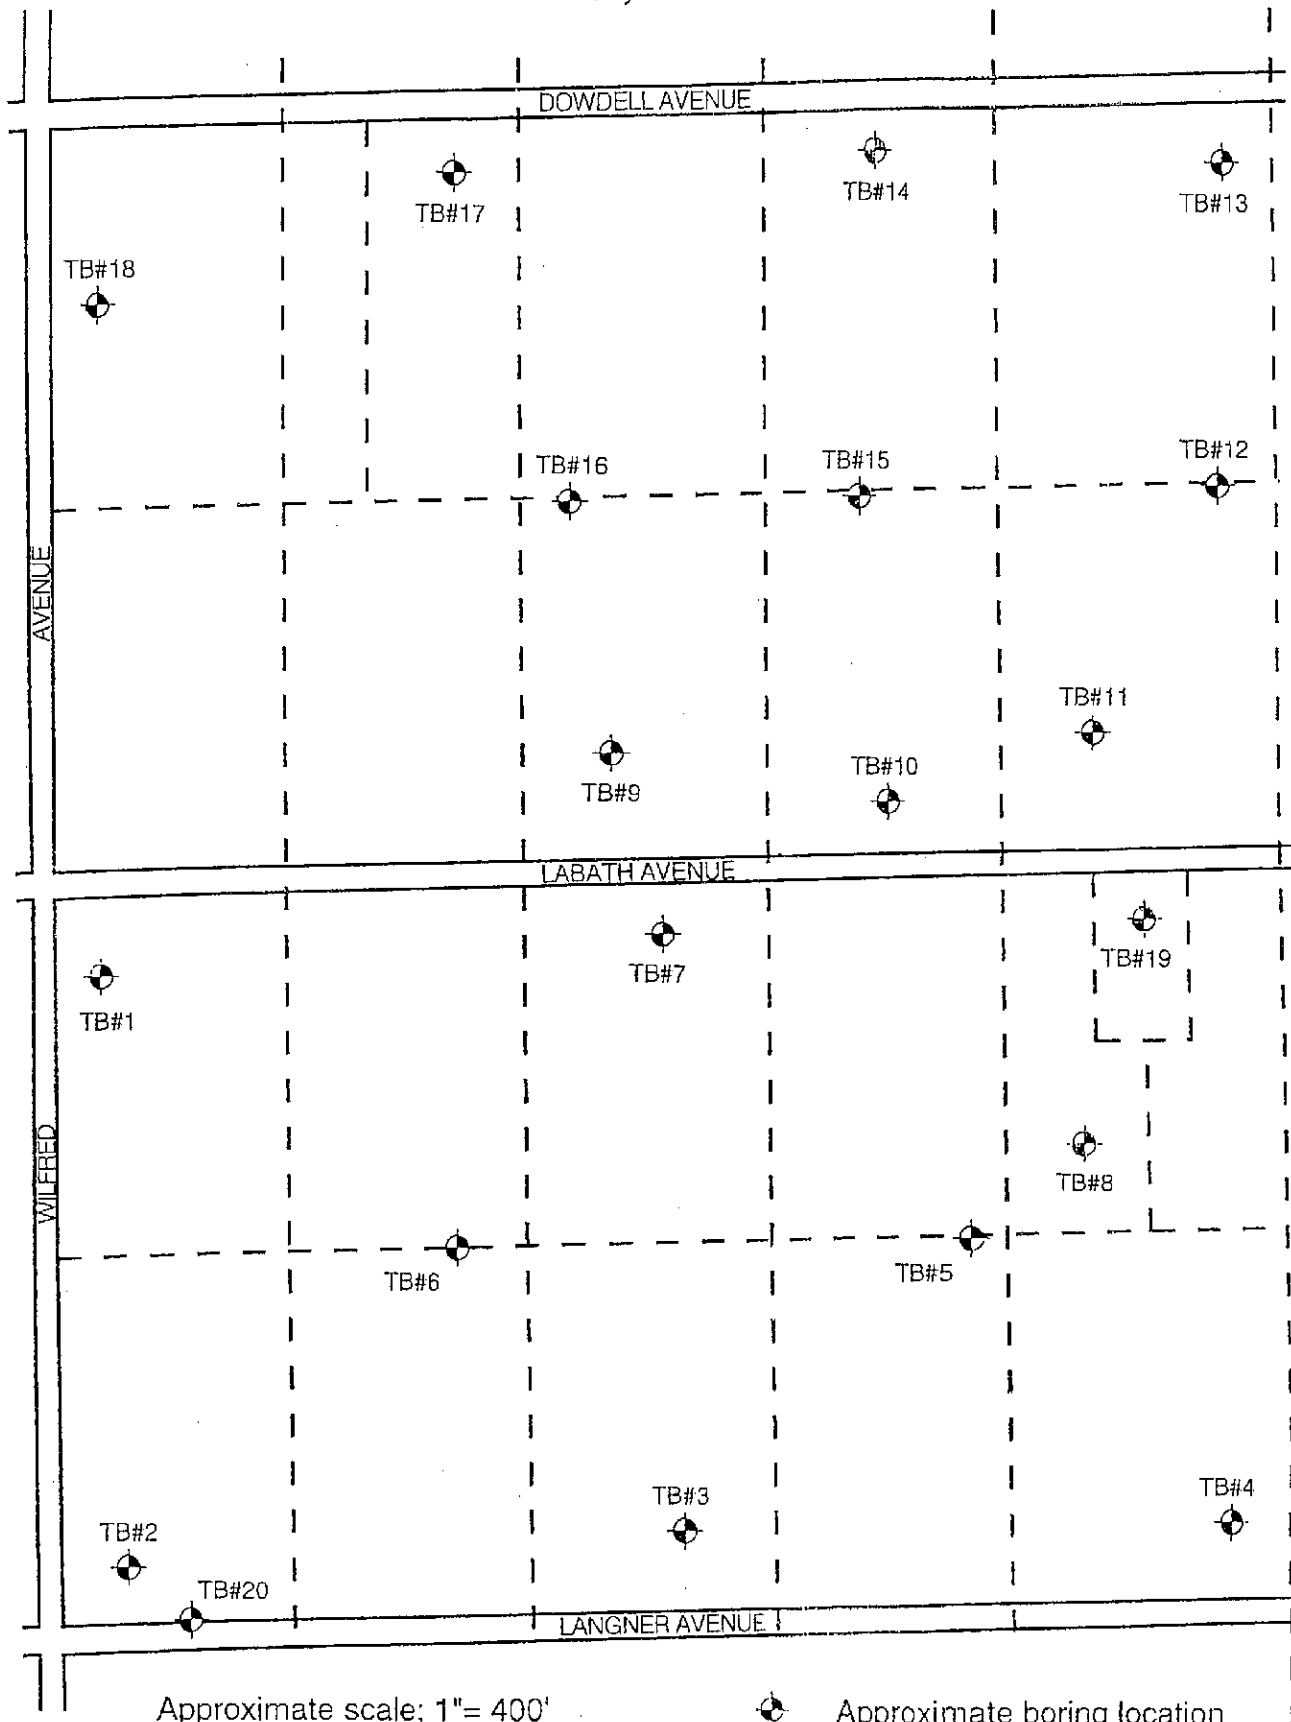 DOWDELL AVENUE
TB#14
TB#13
TB#17
TB#18
TB#12
TB#15
TB#16
AVENUE
TB#11
TB#10
TB#9
LABATH AVENUE
TB#19
TB#7
TB#1
WILFRED
TB#8
TB#5
TB#6
TB#4
TB#3
TB#2
TB#20
LANGNER AVENUE
Approximate scale: 1"= 400'
Approximate boring location